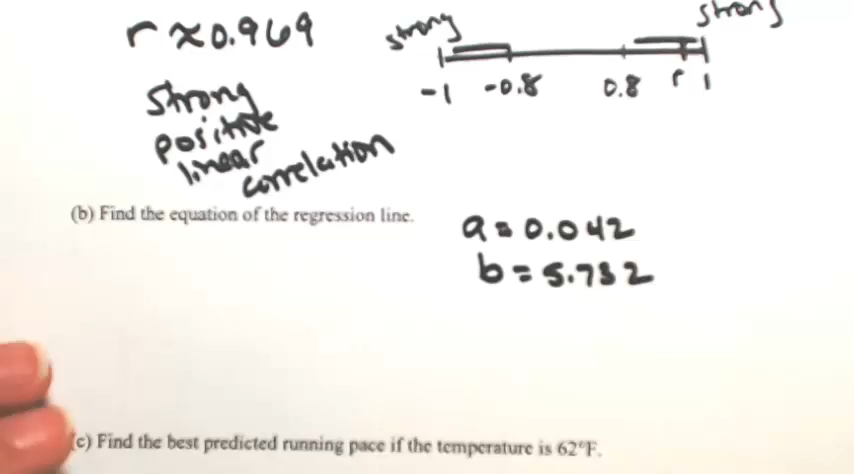 r ≈ 0.969
strong
strong
-1 -0.8 0.8 r 1
strong
positive
linear
correlation
(b) Find the equation of the regression line.
a = 0.042
b = 5.732
(c) Find the best predicted running pace if the temperature is 62°F.